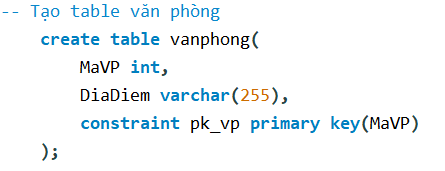 -- Tạo table văn phòng
create table vanphong(
MaVP int,
DiaDiem varchar(255),
constraint pk_vp primary key(MaVP)
);